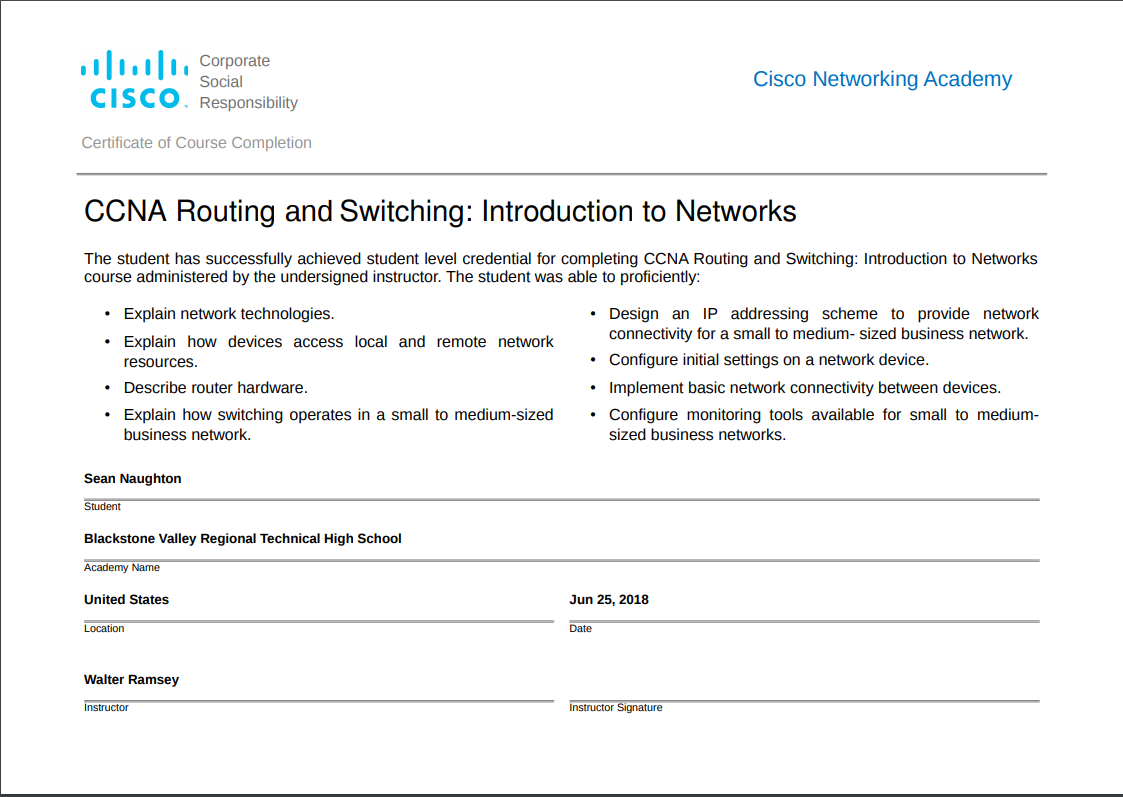 Corporate
Social
Responsibility
CISCO
Cisco Networking Academy
Certificate of Course Completion
CCNA Routing and Switching: Introduction to Networks
The student has successfully achieved student level credential for completing CCNA Routing and Switching: Introduction to Networks
course administered by the undersigned instructor. The student was able to proficiently:
• Explain network technologies.
• Explain how devices access local and remote network
resources.
• Describe router hardware.
• Explain how switching operates in a small to medium-sized
business network.
• Design an IP addressing scheme to provide network
connectivity for a small to medium- sized business network.
• Configure initial settings on a network device.
• Implement basic network connectivity between devices.
• Configure monitoring tools available for small to medium-
sized business networks.
Sean Naughton
Student
Blackstone Valley Regional Technical High School
Academy Name
United States
Location
Jun 25, 2018
Date
Walter Ramsey
Instructor
Instructor Signature